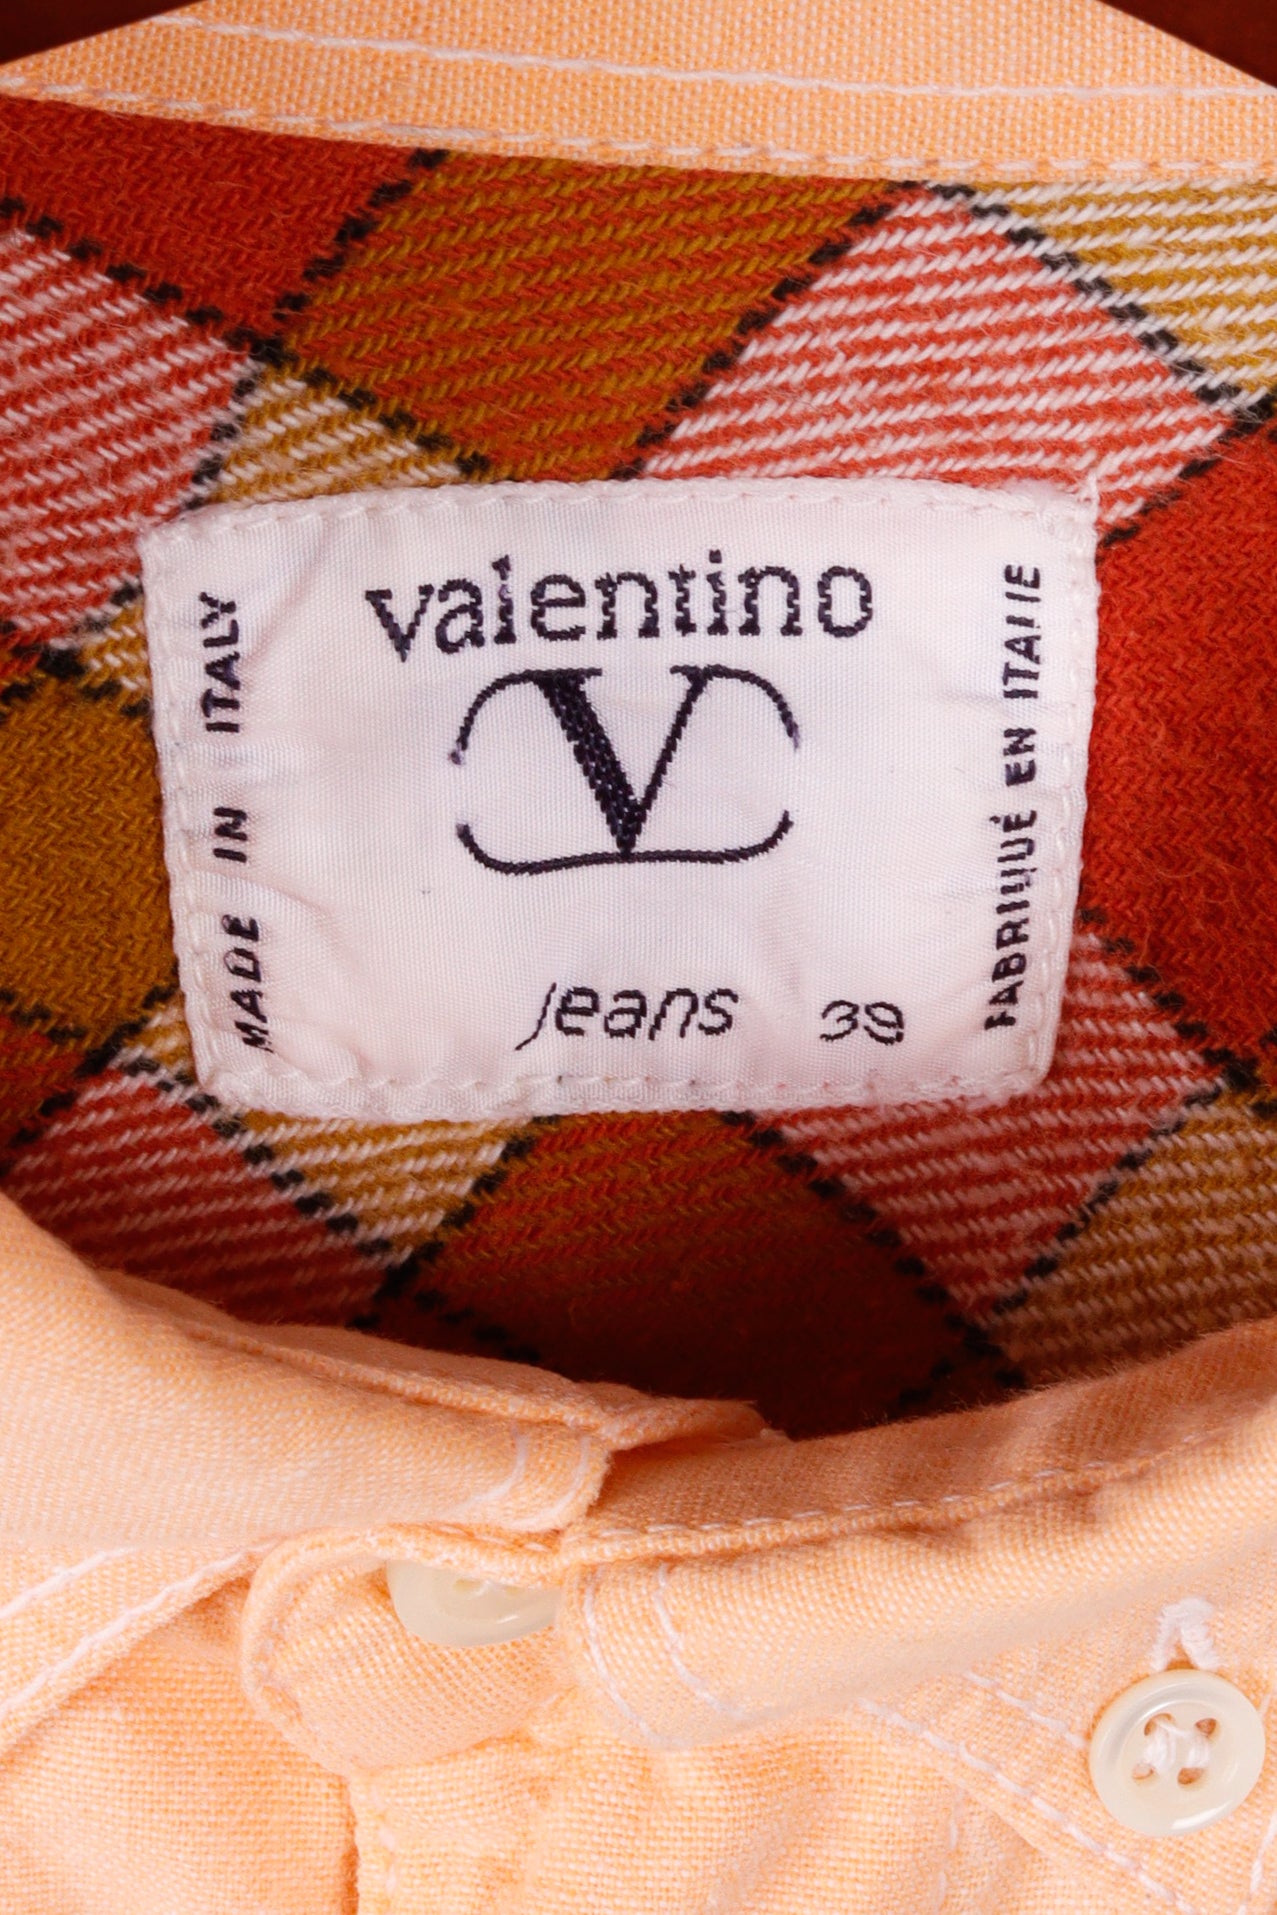 valentino
V
jeans 39
MADE IN ITALY
FABRIQUÉ EN ITALIE